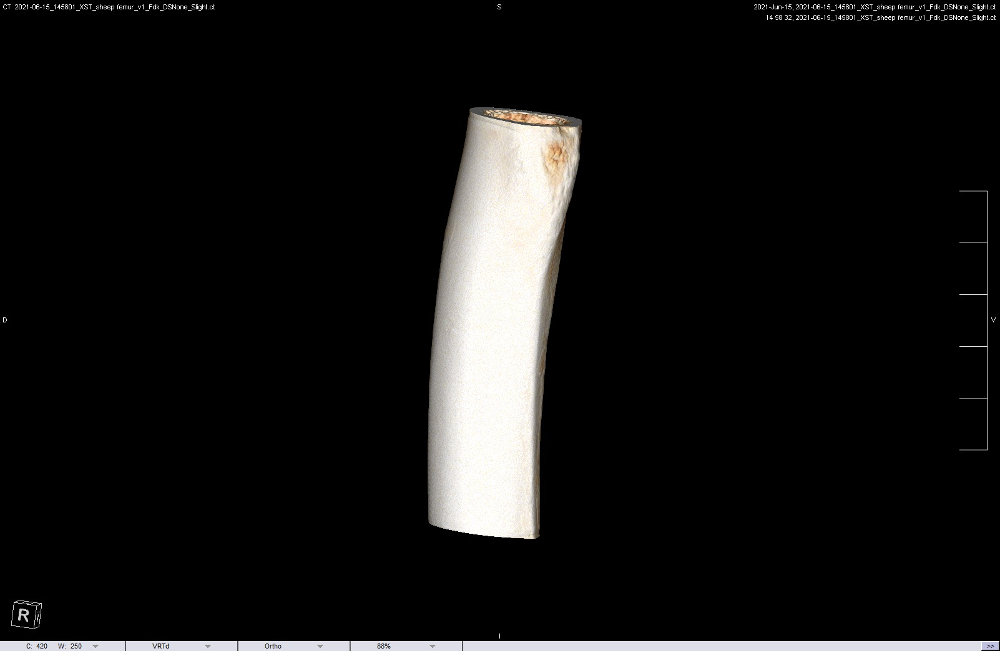 CT 2021-06-15_145801_XST_sheep femur_v1_Fdk_DSNone_Slight.ct
S
2021-Jun-15, 2021-06-15_145801_XST_sheep femur_v1_Fdk_DSNone_Slight.ct
14 58 32, 2021-06-15_145801_XST_sheep femur_v1_Fdk_DSNone_Slight.ct
D
V
R
I
C: 420 W: 250 VRTd Ortho 88% >>